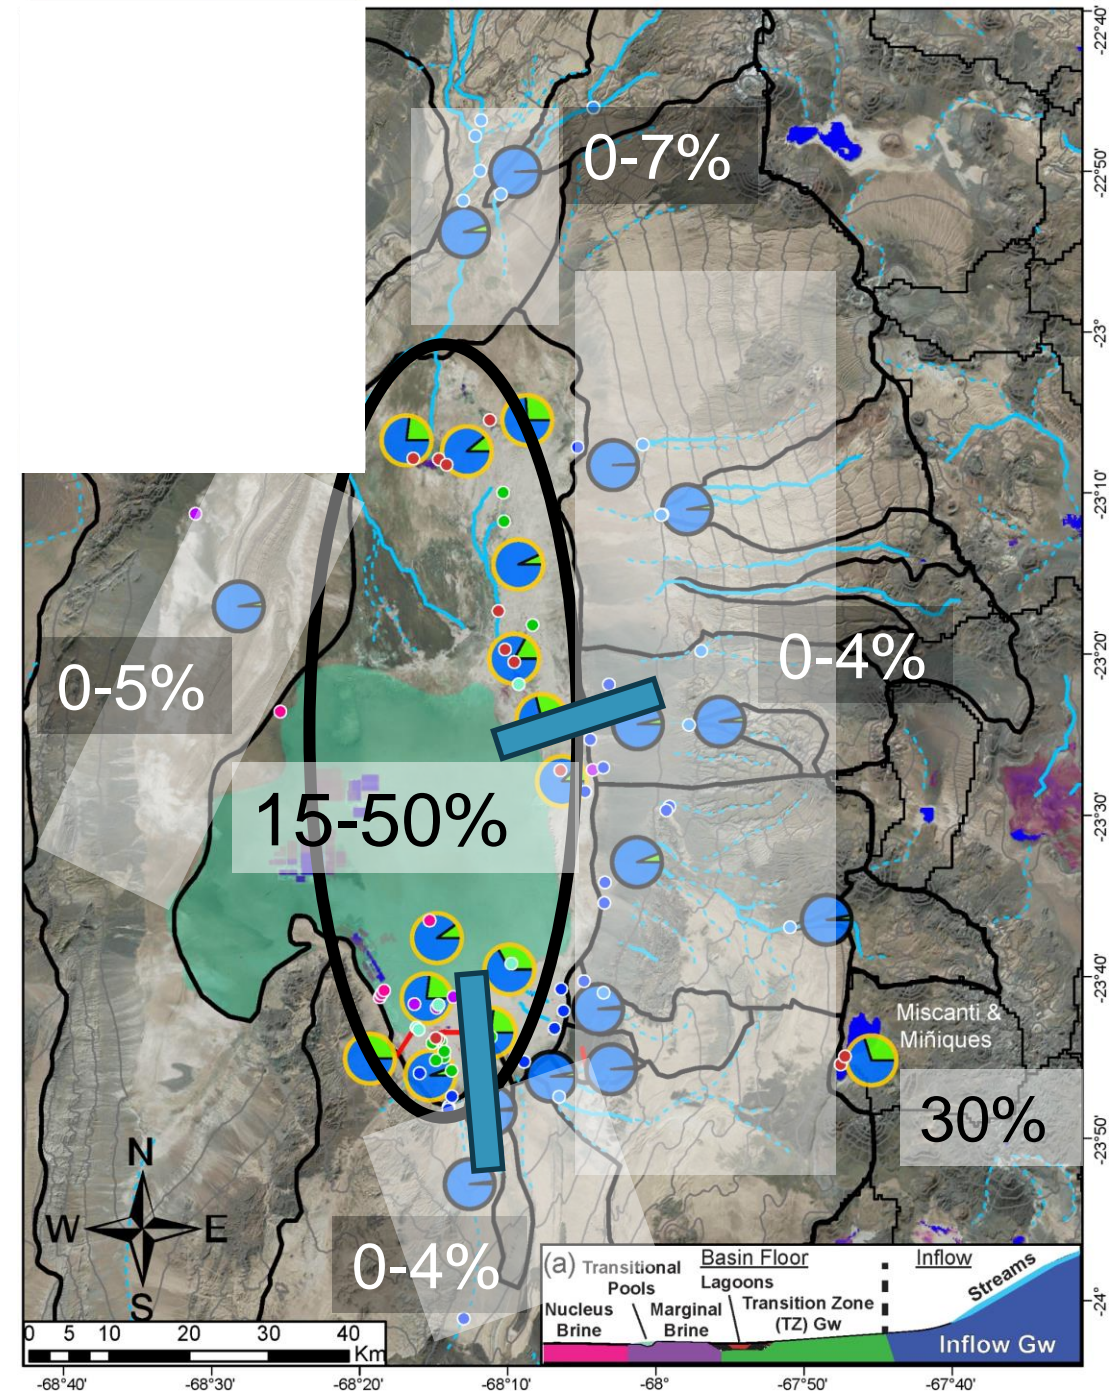 -22°40'
0-7%
-22°50'
-23°
-23°10'
-23°20'
0-4%
0-5%
-23°30'
15-50%
-23°40'
Miscanti &
Miñiques
30%
-23°50'
N
W E
S
0-4%
(a) Transitional Pools
Basin Floor
Inflow
Lagoons
Streams
Nucleus Brine
Marginal Brine
Transition Zone (TZ) Gw
Inflow Gw
-24°
0 5 10 20 30 40
Km
-68°40' -68°30' -68°20' -68°10' -68° -67°50' -67°40'